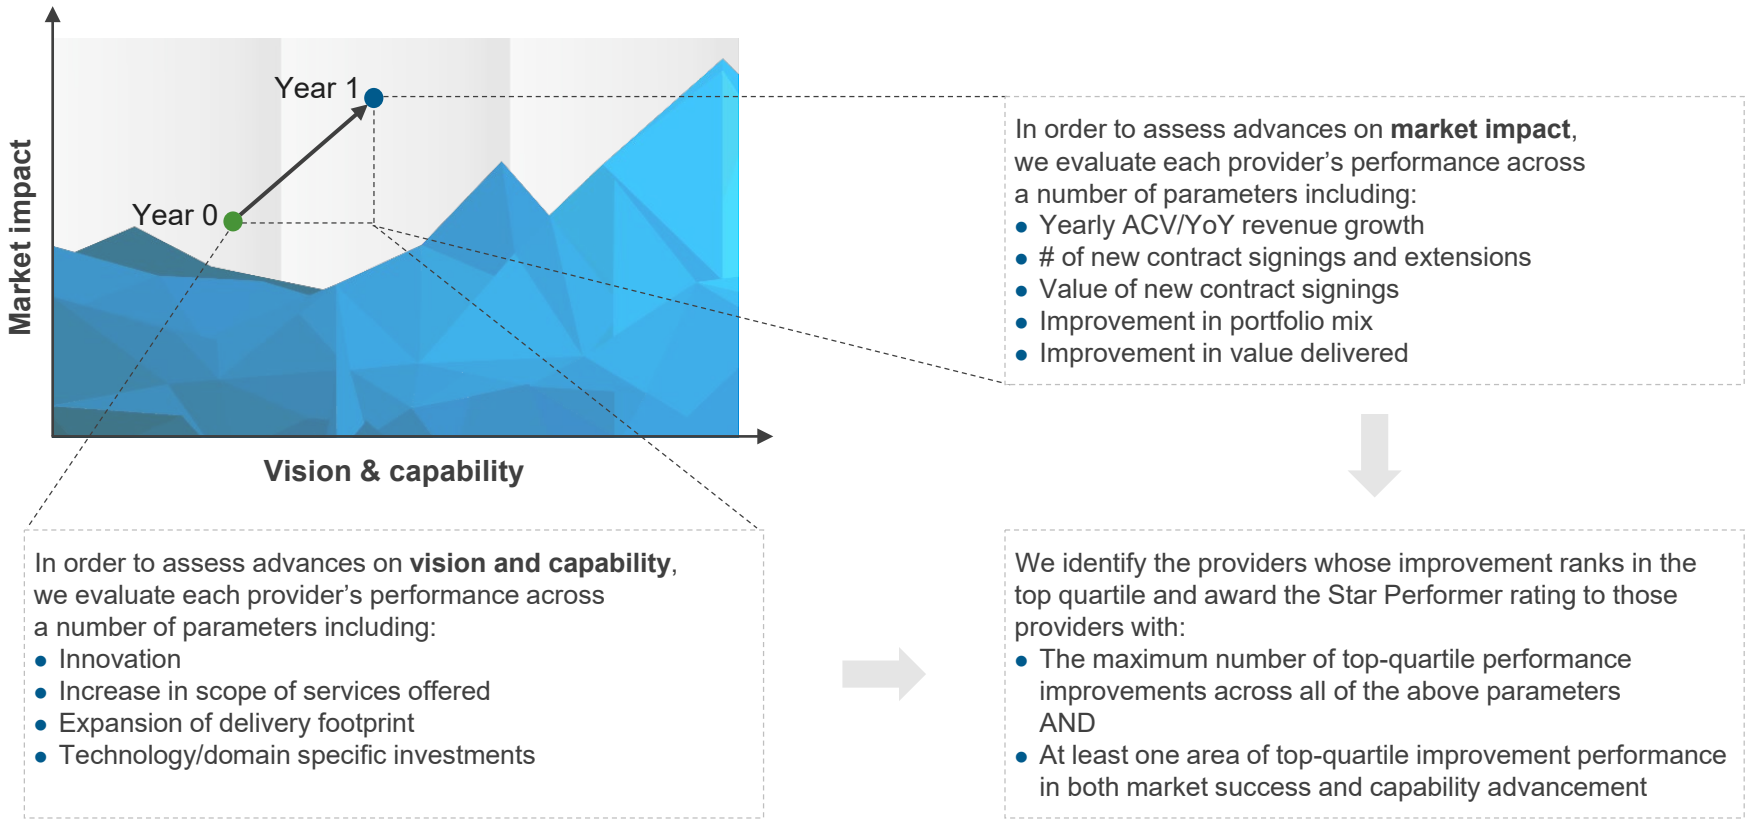 Market impact
Year 1
Year 0
Vision & capability
In order to assess advances on market impact,
we evaluate each provider’s performance across
a number of parameters including:
● Yearly ACV/YoY revenue growth
● # of new contract signings and extensions
● Value of new contract signings
● Improvement in portfolio mix
● Improvement in value delivered
In order to assess advances on vision and capability,
we evaluate each provider’s performance across
a number of parameters including:
● Innovation
● Increase in scope of services offered
● Expansion of delivery footprint
● Technology/domain specific investments
We identify the providers whose improvement ranks in the
top quartile and award the Star Performer rating to those
providers with:
● The maximum number of top-quartile performance
improvements across all of the above parameters
AND
● At least one area of top-quartile improvement performance
in both market success and capability advancement